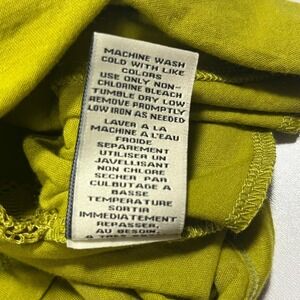 MACHINE WASH
COLD WITH LIKE
COLORS
USE ONLY NON-
CHLORINE BLEACH
TUMBLE DRY LOW
REMOVE PROMPTLY
LOW IRON AS NEEDED
LAVER A LA
MACHINE A L'EAU
FROIDE
SEPAREMENT
UTILISER UN
JAVELLISANT
NON CHLORE
SECHER PAR
CULBUTAGE A
BASSE
TEMPERATURE
SORTIR
IMMEDIATEMENT
REPASSER,
AU BESOIN,
A TRES